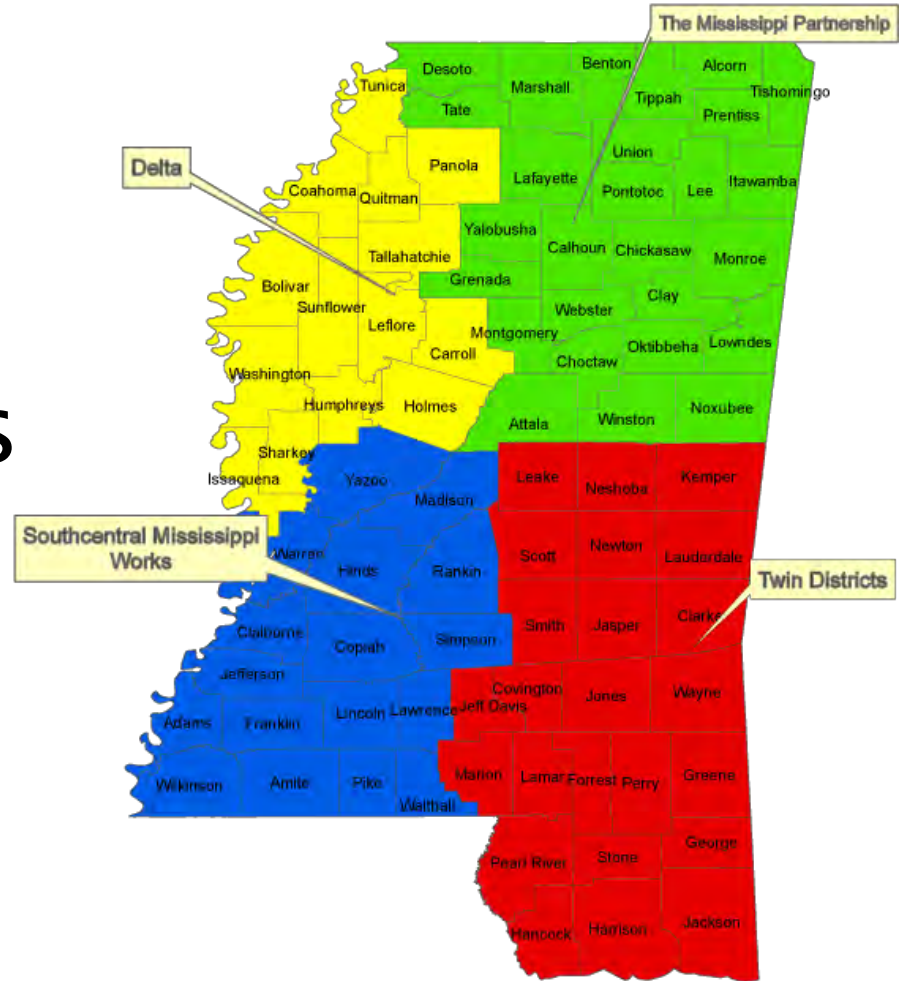 The Mississippi Partnership
Desoto
Benton
Alcorn
Tunica
Marshall
Tishomingo
Tate
Tippah
Prentiss
Union
Delta
Panola
Lafayette
Coahoma
Quitman
Pontotoc
Lee
Itawamba
Yalobusha
Calhoun
Chickasaw
Monroe
Tallahatchie
Grenada
Bolivar
Sunflower
Clay
Webster
Leflore
Montgomery
Oktibbeha
Lowndes
Carroll
Choctaw
Washington
Humphreys
Holmes
Noxubee
Attala
Winston
s
Sharkey
Issaquena
Yazoo
Leake
Neshoba
Kemper
Madison
Southcentral Mississippi
Works
Warren
Hinds
Rankin
Scott
Newton
Lauderdale
Twin Districts
Claiborne
Copiah
Simpson
Smith
Jasper
Clarke
Jefferson
Covington
Jones
Wayne
Adams
Franklin
Lincoln
Lawrence
Jeff Davis
Wilkinson
Amite
Pike
Walthall
Marion
Lamar
Forrest
Perry
Greene
Pearl River
Stone
George
Hancock
Harrison
Jackson